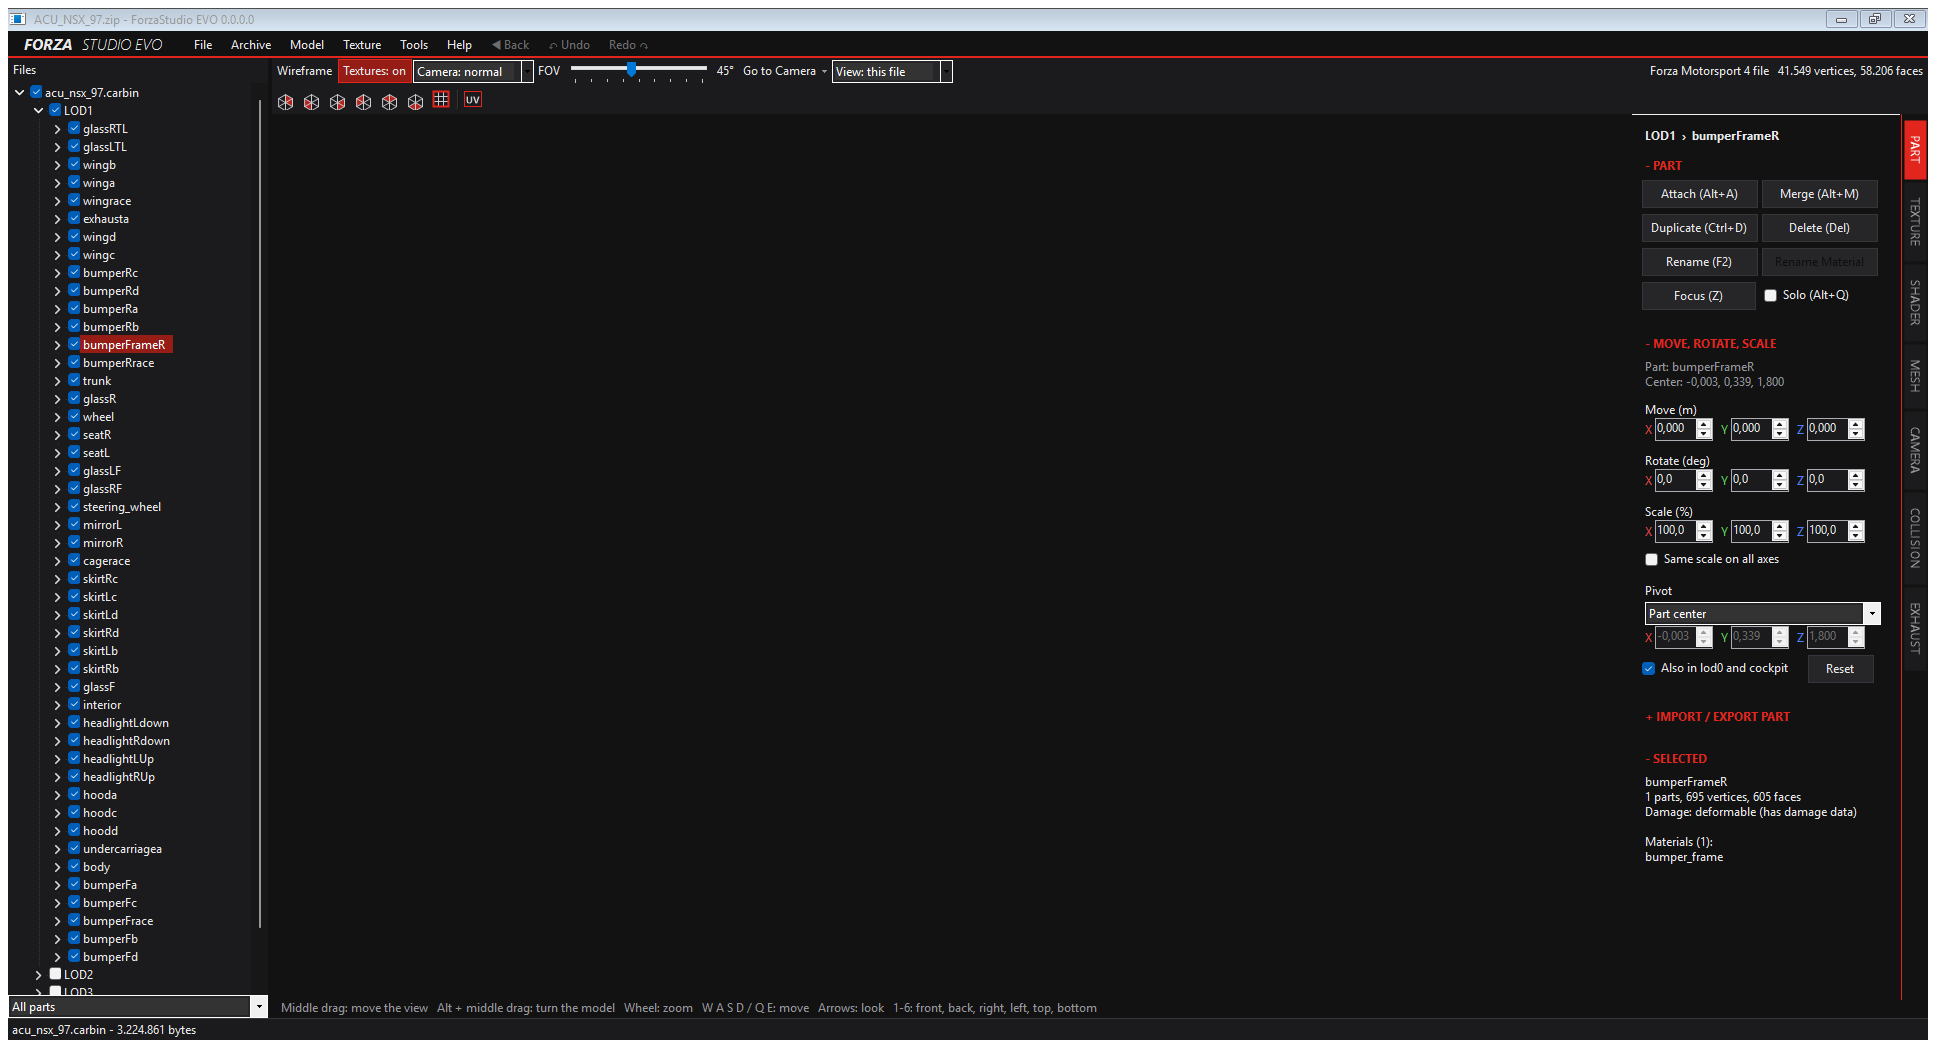 ACU_NSX_97.zip - ForzaStudio EVO 0.0.0.0
FORZA STUDIO EVO File Archive Model Texture Tools Help Back Undo Redo
Files
Wireframe Textures: on Camera: normal FOV 45° Go to Camera View: this file
Forza Motorsport 4 file 41.549 vertices, 58.206 faces
UV
acu_nsx_97.carbin
LOD1
glassRTL
glassLTL
wingb
winga
wingrace
exhausta
wingd
wingc
bumperRc
bumperRd
bumperRa
bumperRb
bumperFrameR
bumperRrace
trunk
glassR
wheel
seatR
seatL
glassLF
glassRF
steering_wheel
mirrorL
mirrorR
cagerace
skirtRc
skirtLc
skirtLd
skirtRd
skirtLb
skirtRb
glassF
interior
headlightLdown
headlightRdown
headlightLUp
headlightRUp
hooda
hoodc
hoodd
undercarriagea
body
bumperFa
bumperFc
bumperFrace
bumperFb
bumperFd
LOD2
LOD3
All parts
acu_nsx_97.carbin - 3.224.861 bytes
Middle drag: move the view Alt + middle drag: turn the model Wheel: zoom W A S D / Q E: move Arrows: look 1-6: front, back, right, left, top, bottom
LOD1 › bumperFrameR
- PART
Attach (Alt+A) Merge (Alt+M)
Duplicate (Ctrl+D) Delete (Del)
Rename (F2) Rename Material
Focus (Z) Solo (Alt+Q)
- MOVE, ROTATE, SCALE
Part: bumperFrameR
Center: -0,003, 0,339, 1,800
Move (m)
X 0,000 Y 0,000 Z 0,000
Rotate (deg)
X 0,0 Y 0,0 Z 0,0
Scale (%)
X 100,0 Y 100,0 Z 100,0
Same scale on all axes
Pivot
Part center
X -0,003 Y 0,339 Z 1,800
Also in lod0 and cockpit Reset
+ IMPORT / EXPORT PART
- SELECTED
bumperFrameR
1 parts, 695 vertices, 605 faces
Damage: deformable (has damage data)
Materials (1):
bumper_frame
PART
TEXTURE
SHADER
MESH
CAMERA
COLLISION
EXHAUST